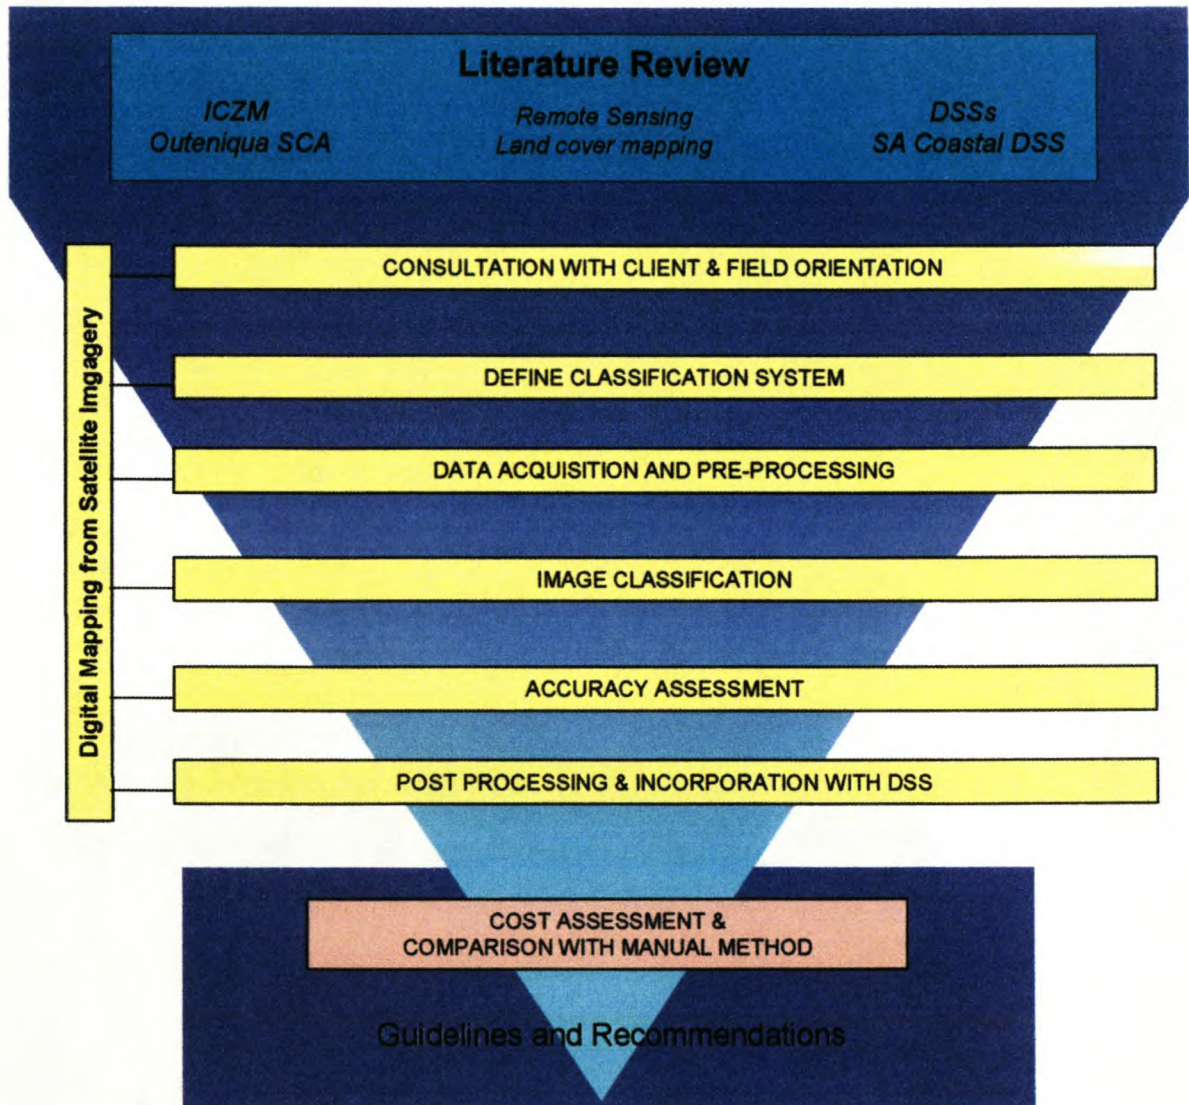 Literature Review
ICZM
Outeniqua SCA
Remote Sensing
Land cover mapping
DSSs
SA Coastal DSS
Digital Mapping from Satellite Imgagery
CONSULTATION WITH CLIENT & FIELD ORIENTATION
DEFINE CLASSIFICATION SYSTEM
DATA ACQUISITION AND PRE-PROCESSING
IMAGE CLASSIFICATION
ACCURACY ASSESSMENT
POST PROCESSING & INCORPORATION WITH DSS
COST ASSESSMENT &
COMPARISON WITH MANUAL METHOD
Guidelines and Recommendations